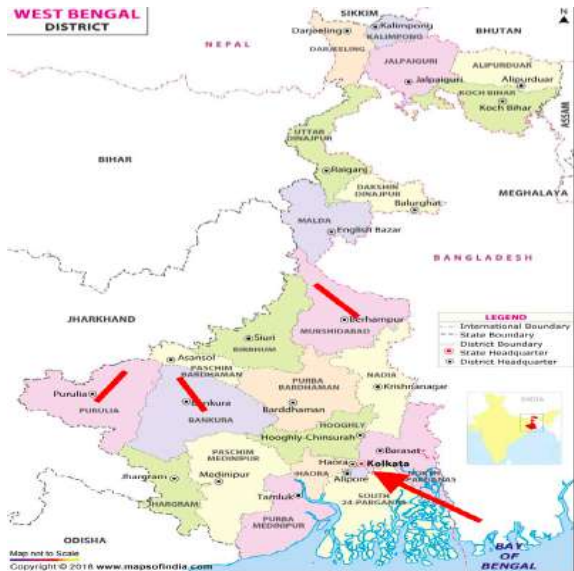 WEST BENGAL
DISTRICT
SIKKIM
N
Darjeeling
Kalimpong
KALIMPONG
BHUTAN
DARJEELING
NEPAL
JALPAIGURI
ALIPURDUAR
Jalpaiguri
Alipurduar
KOCH BIHAR
Koch Bihar
ASSAM
UTTAR
DINAJPUR
BIHAR
Raiganj
DAKSHIN
DINAJPUR
MEGHALAYA
Balurghat
MALDA
English Bazar
BANGLADESH
JHARKHAND
Berhampur
MURSHIDABAD
LEGEND
International Boundary
State Boundary
District Boundary
State Headquarter
District Headquarter
Siuri
BIRBHUM
Asansol
PASCHIM
BARDHAMAN
NADIA
PURBA
BARDHAMAN
Krishnanagar
Purulia
PURULIA
Bankura
BANKURA
Barddhaman
INDIA
HOOGHLY
Hooghly-Chinsurah
PASCHIM
MEDINIPUR
Barasat
Haora
Kolkata
HAORA
Alipore
NORTH
PARGANAS
Jhargram
Medinipur
JHARGRAM
Tamluk
SOUTH
24-PARGANAS
PURBA
MEDINIPUR
ODISHA
BAY
OF
BENGAL
Map not to Scale
Copyright © 2018 www.mapsofindia.com